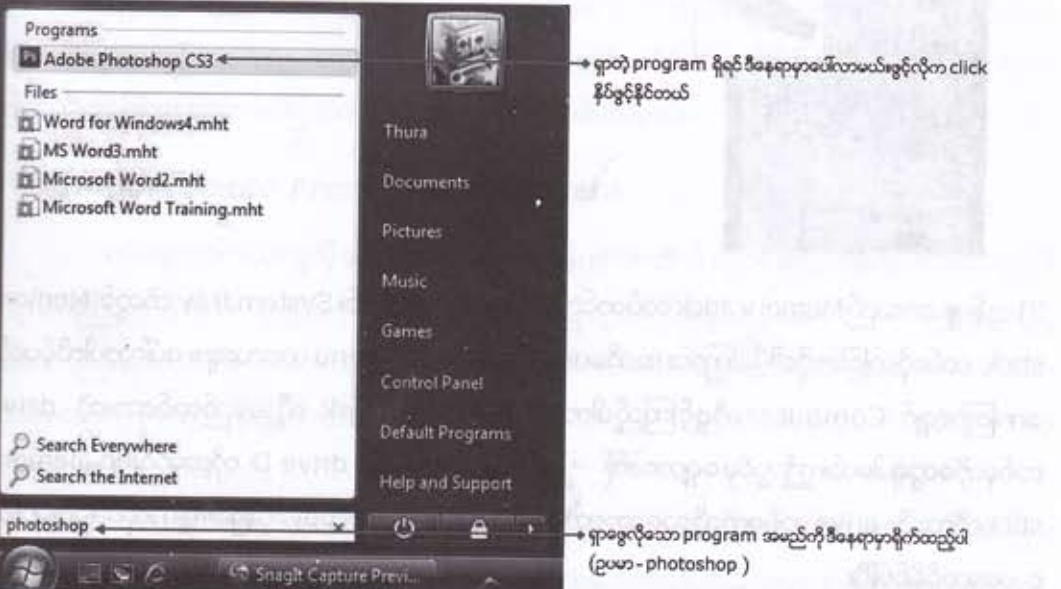 Programs
Adobe Photoshop CS3
Files
Word for Windows4.mht
MS Word3.mht
Microsoft Word2.mht
Microsoft Word Training.mht
Search Everywhere
Search the Internet
photoshop
Thura
Documents
Pictures
Music
Games
Control Panel
Default Programs
Help and Support
SnagIt Capture Previ...
ရှာတဲ့ program ရှိရင် ဒီနေရာမှာပေါ်လာမယ်။ဖွင့်လိုက click
နှိပ်ဖွင့်နိုင်တယ်
ရှာဖွေလိုသော program အမည်ကို ဒီနေရာမှာရိုက်ထည့်ပါ
(ဥပမာ - photoshop )